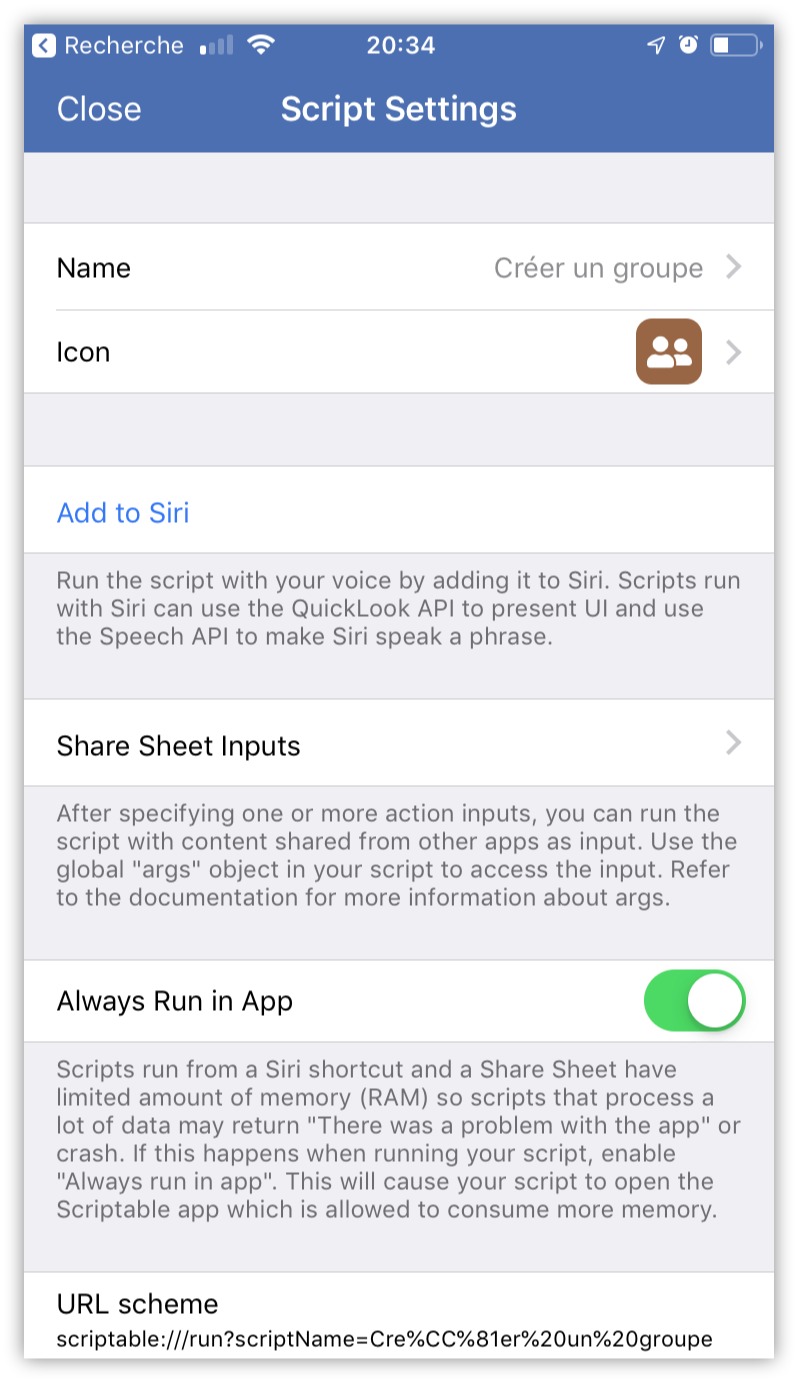 Recherche 20:34
Close Script Settings
Name Créer un groupe
Icon
Add to Siri
Run the script with your voice by adding it to Siri. Scripts run
with Siri can use the QuickLook API to present UI and use
the Speech API to make Siri speak a phrase.
Share Sheet Inputs
After specifying one or more action inputs, you can run the
script with content shared from other apps as input. Use the
global "args" object in your script to access the input. Refer
to the documentation for more information about args.
Always Run in App
Scripts run from a Siri shortcut and a Share Sheet have
limited amount of memory (RAM) so scripts that process a
lot of data may return "There was a problem with the app" or
crash. If this happens when running your script, enable
"Always run in app". This will cause your script to open the
Scriptable app which is allowed to consume more memory.
URL scheme
scriptable:///run?scriptName=Cre%CC%81er%20un%20groupe